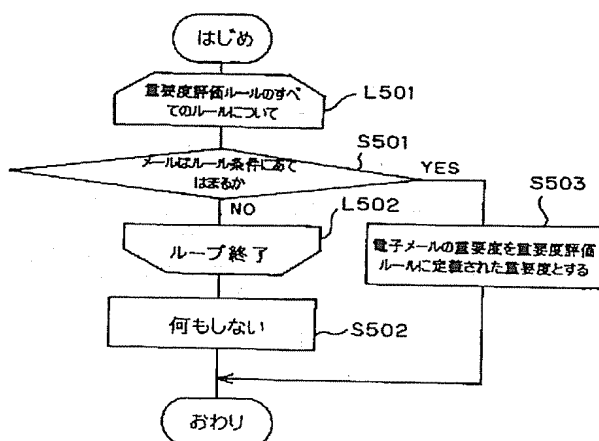 はじめ
重要度評価ルールのすべ
てのルールについて
L501
メールはルール条件にあて
はまるか
S501
YES
NO
L502
ループ終了
S503
電子メールの重要度を重要度評価
ルールに定義された重要度とする
何もしない
S502
おわり